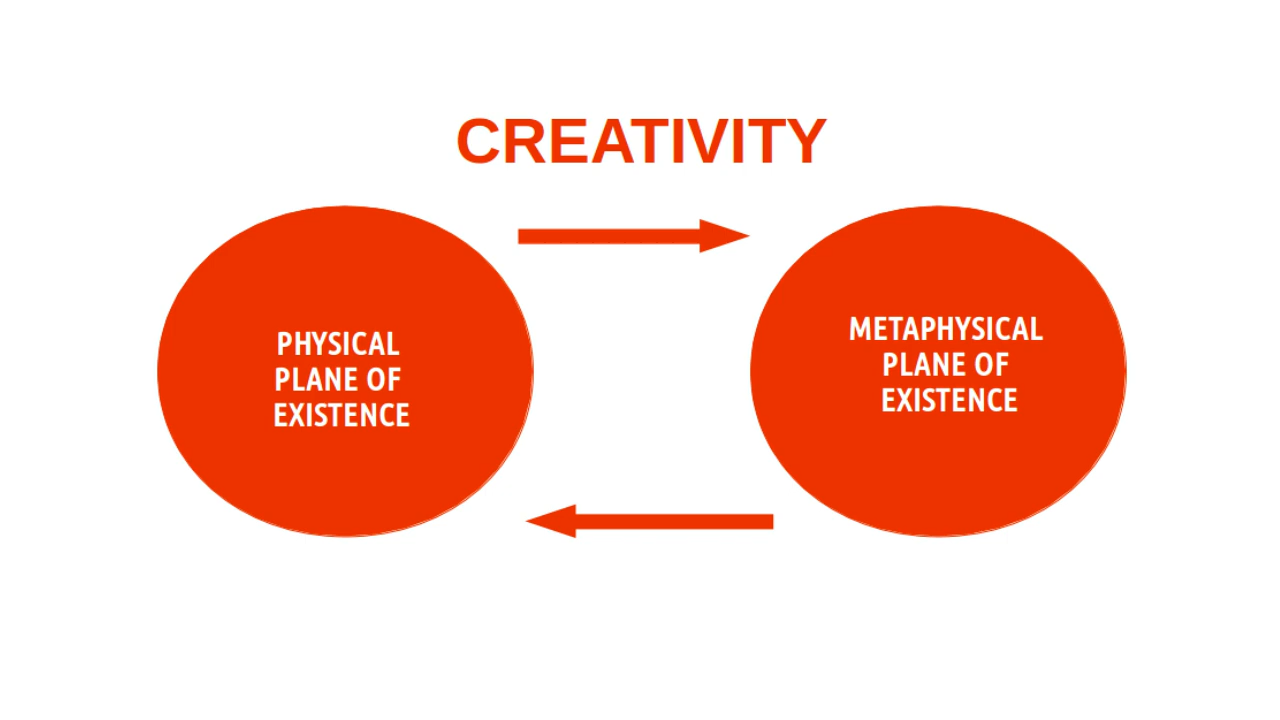 CREATIVITY
PHYSICAL
PLANE OF
EXISTENCE
METAPHYSICAL
PLANE OF
EXISTENCE